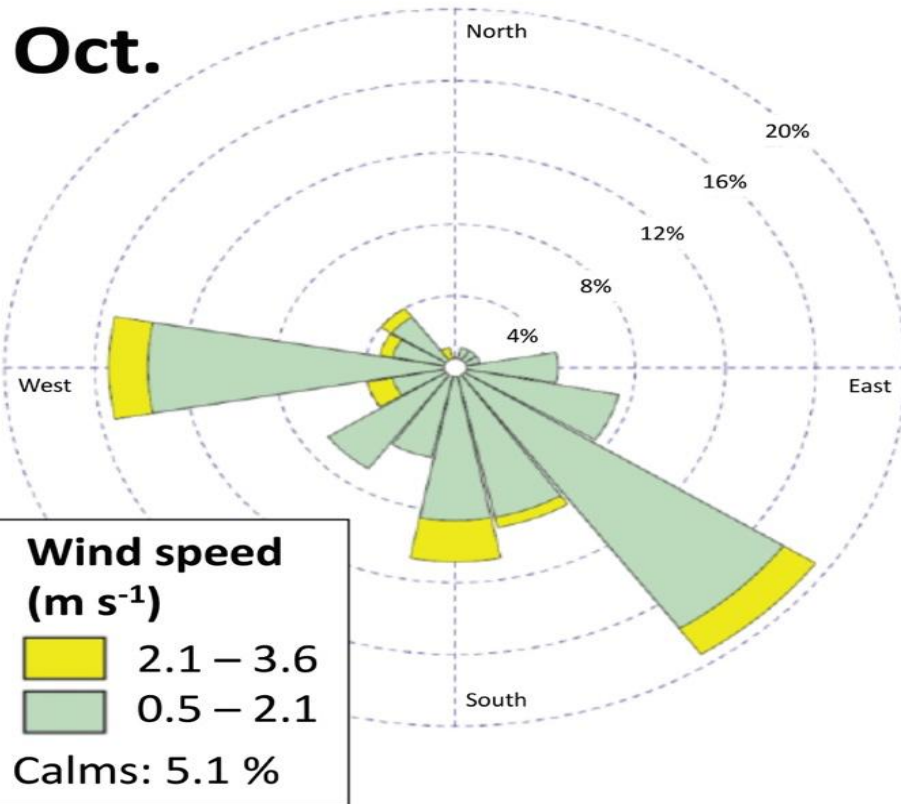 Oct.
North
20%
16%
12%
8%
4%
West
East
South
Wind speed
(m s⁻¹)
2.1 – 3.6
0.5 – 2.1
Calms: 5.1 %